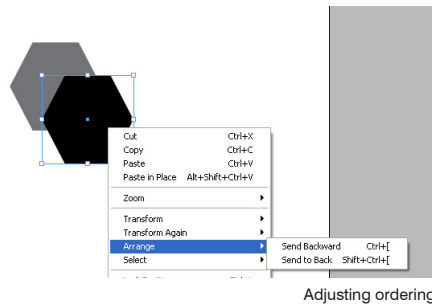 Cut Ctrl+X
Copy Ctrl+C
Paste Ctrl+V
Paste in Place Alt+Shift+Ctrl+V
Zoom
Transform
Transform Again
Arrange
Send Backward Ctrl+[
Select
Send to Back Shift+Ctrl+[
Adjusting ordering